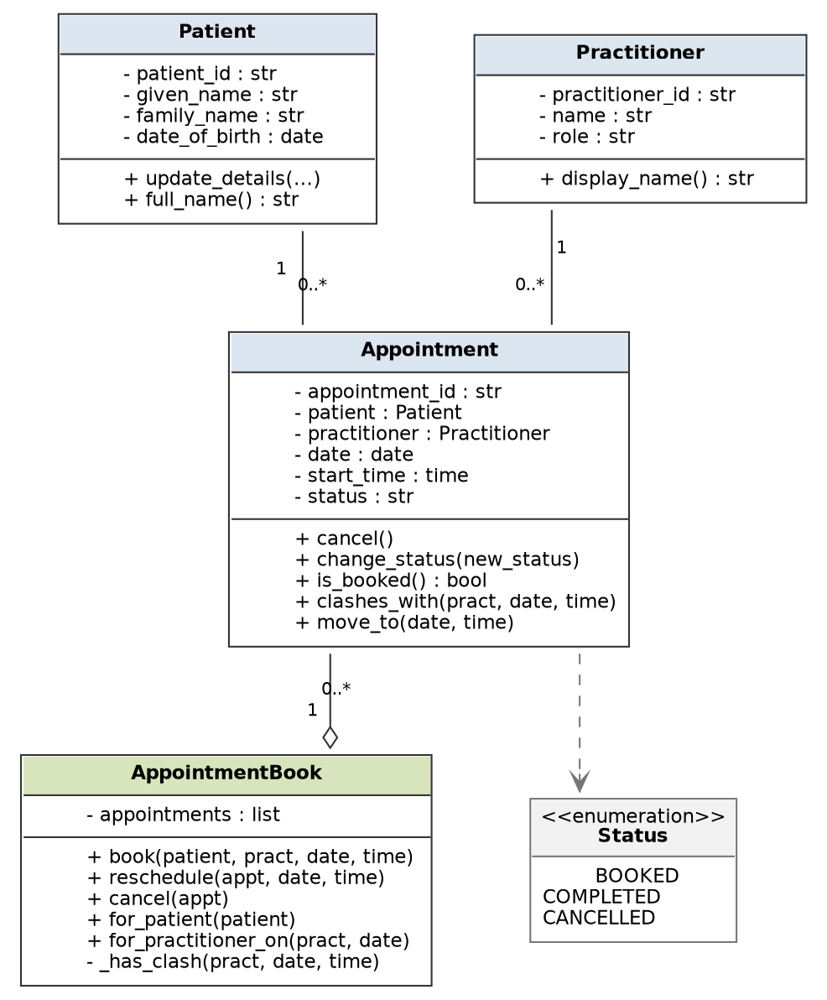 Patient
- patient_id : str
- given_name : str
- family_name : str
- date_of_birth : date
+ update_details(...)
+ full_name() : str
Practitioner
- practitioner_id : str
- name : str
- role : str
+ display_name() : str
1
0..*
1
0..*
Appointment
- appointment_id : str
- patient : Patient
- practitioner : Practitioner
- date : date
- start_time : time
- status : str
+ cancel()
+ change_status(new_status)
+ is_booked() : bool
+ clashes_with(pract, date, time)
+ move_to(date, time)
0..*
1
AppointmentBook
- appointments : list
+ book(patient, pract, date, time)
+ reschedule(appt, date, time)
+ cancel(appt)
+ for_patient(patient)
+ for_practitioner_on(pract, date)
- _has_clash(pract, date, time)
<<enumeration>>
Status
BOOKED
COMPLETED
CANCELLED